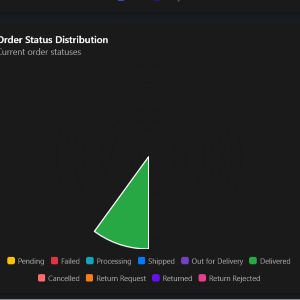 Order Status Distribution
Current order statuses
Pending Failed Processing Shipped Out for Delivery Delivered
Cancelled Return Request Returned Return Rejected